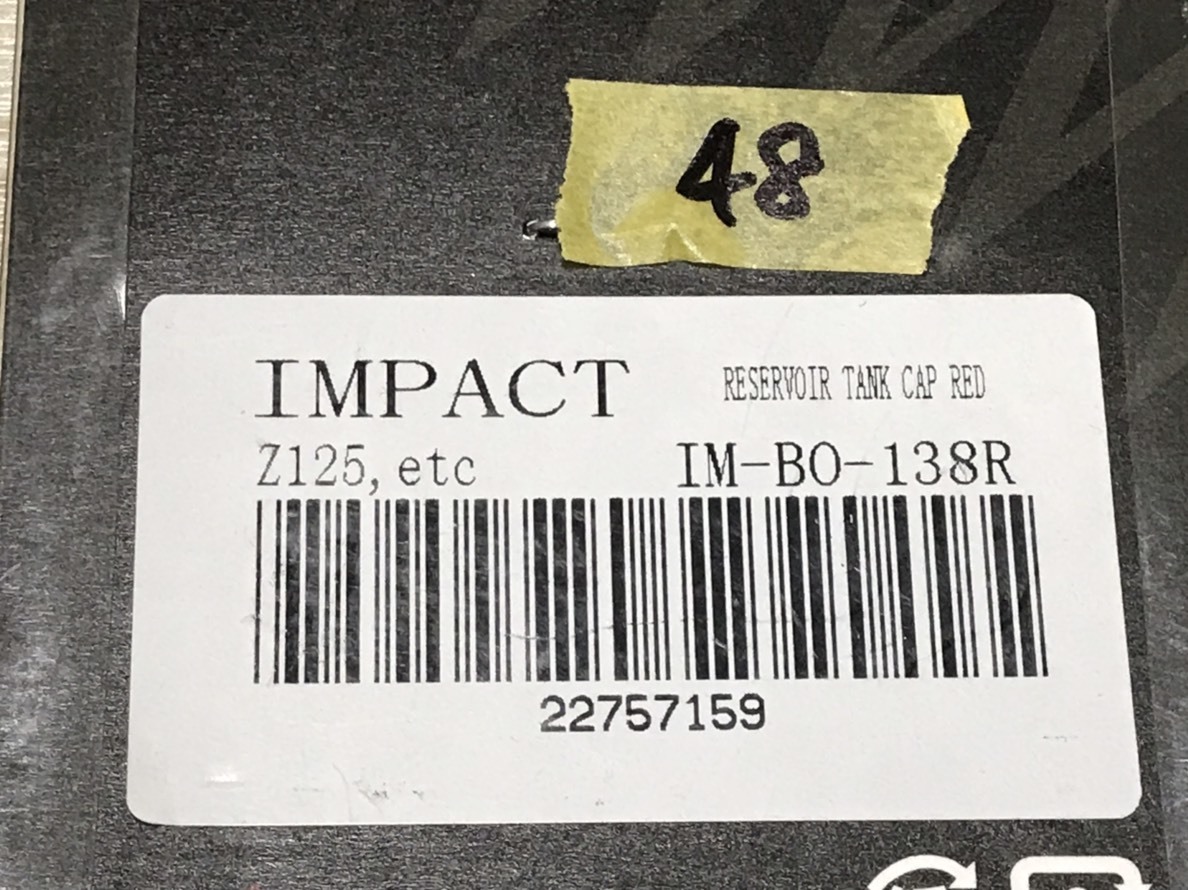 48
IMPACT RESERVOIR TANK CAP RED
Z125, etc IM-BO-138R
22757159